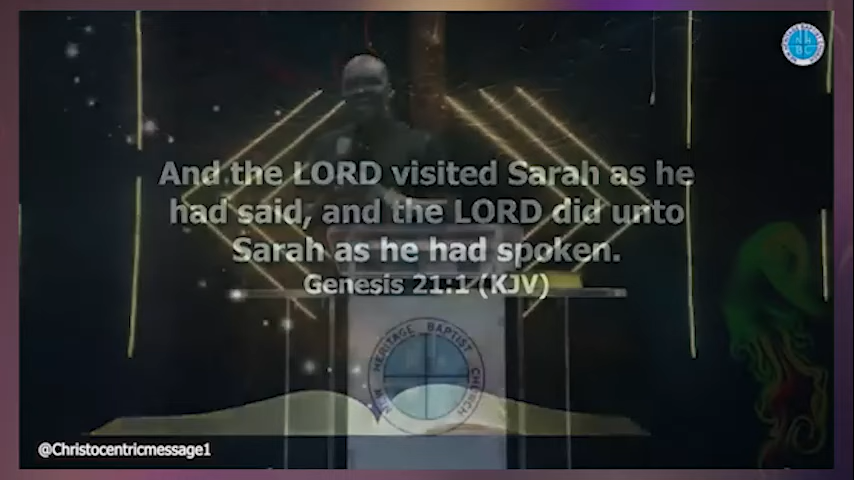 NHBC
And the LORD visited Sarah as he
had said, and the LORD did unto
Sarah as he had spoken.
Genesis 21:1 (KJV)
NEW HERITAGE BAPTIST CHURCH
@Christocentricmessage1